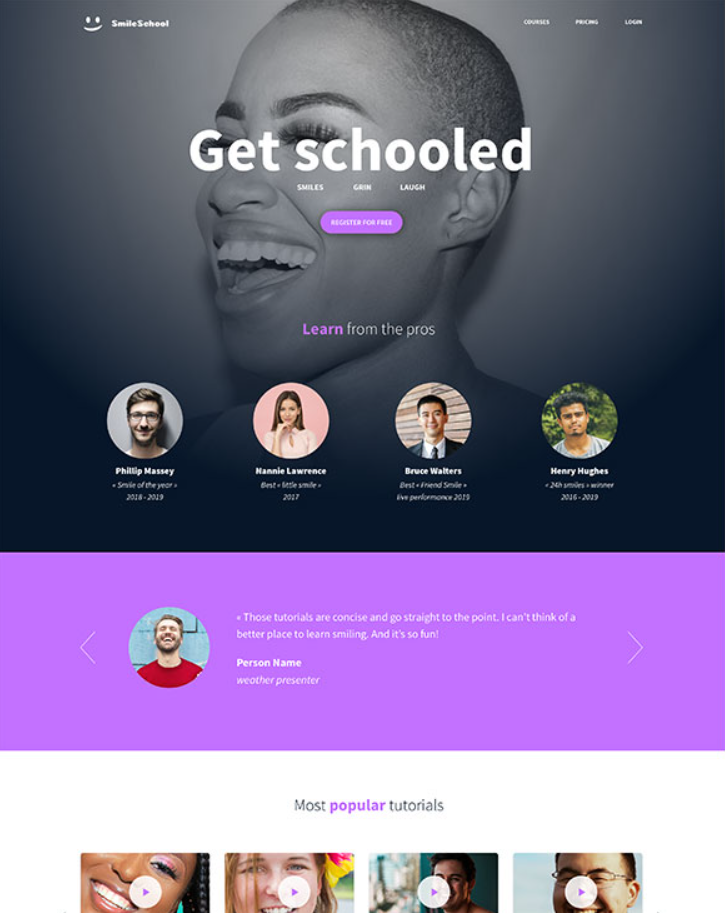 SmileSchool
COURSES PRICING LOGIN
Get schooled
SMILES GRIN LAUGH
REGISTER FOR FREE
Learn from the pros
Phillip Massey
« Smile of the year »
2018 - 2019
Nannie Lawrence
Best « little smile »
2017
Bruce Walters
Best « Friend Smile »
live performance 2019
Henry Hughes
« 24h smiles » winner
2016 - 2019
« Those tutorials are concise and go straight to the point. I can't think of a
better place to learn smiling. And it's so fun!
Person Name
weather presenter
Most popular tutorials